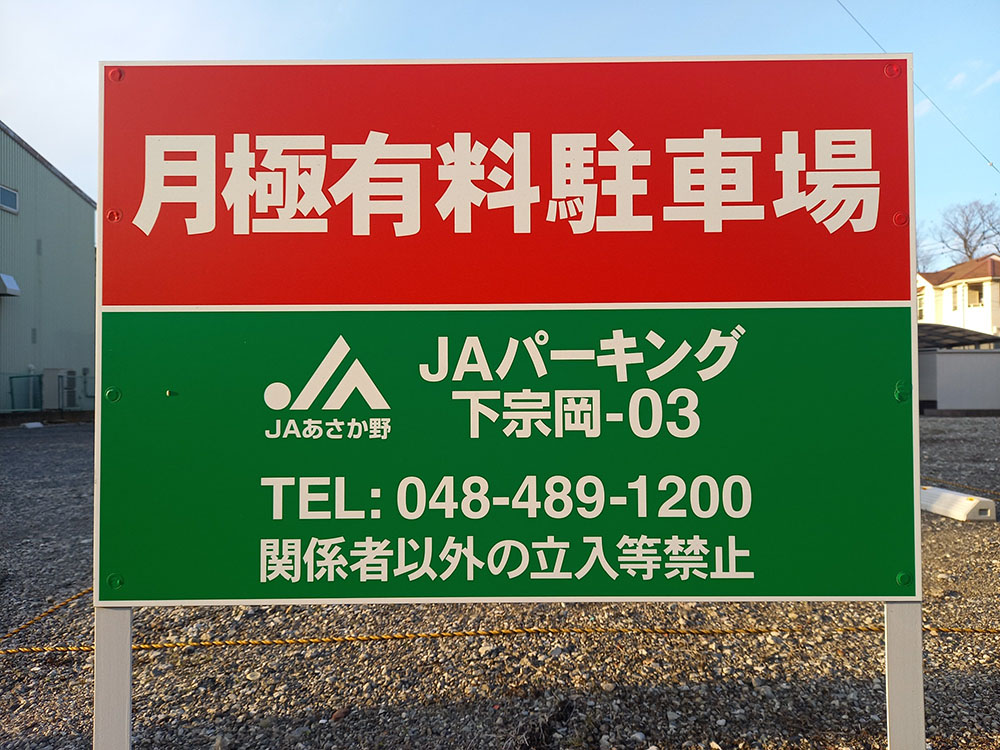 月極有料駐車場
JAパーキング
下宗岡-03
JAあさか野
TEL: 048-489-1200
関係者以外の立入等禁止